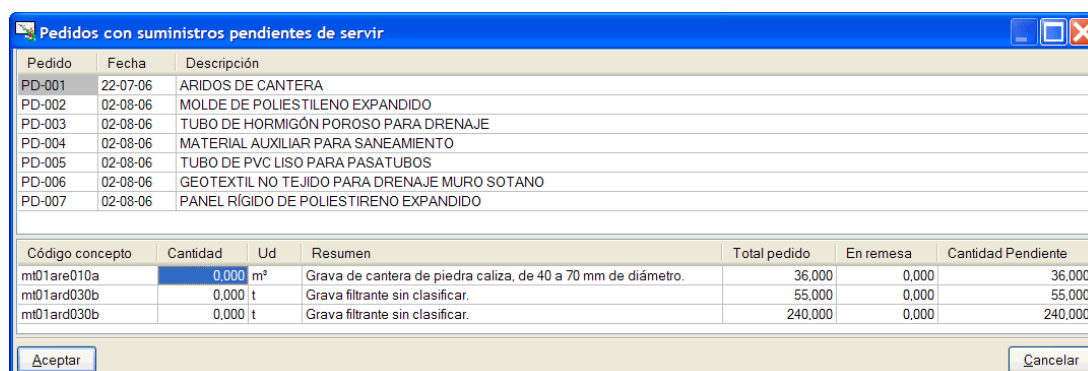 Pedidos con suministros pendientes de servir
Pedido Fecha Descripción
PD-001 22-07-06 ARIDOS DE CANTERA
PD-002 02-08-06 MOLDE DE POLIESTILENO EXPANDIDO
PD-003 02-08-06 TUBO DE HORMIGÓN POROSO PARA DRENAJE
PD-004 02-08-06 MATERIAL AUXILIAR PARA SANEAMIENTO
PD-005 02-08-06 TUBO DE PVC LISO PARA PASATUBOS
PD-006 02-08-06 GEOTEXTIL NO TEJIDO PARA DRENAJE MURO SOTANO
PD-007 02-08-06 PANEL RÍGIDO DE POLIESTIRENO EXPANDIDO
Código concepto Cantidad Ud Resumen Total pedido En remesa Cantidad Pendiente
mt01are010a 0,000 m³ Grava de cantera de piedra caliza, de 40 a 70 mm de diámetro. 36,000 0,000 36,000
mt01ard030b 0,000 t Grava filtrante sin clasificar. 55,000 0,000 55,000
mt01ard030b 0,000 t Grava filtrante sin clasificar. 240,000 0,000 240,000
Aceptar Cancelar